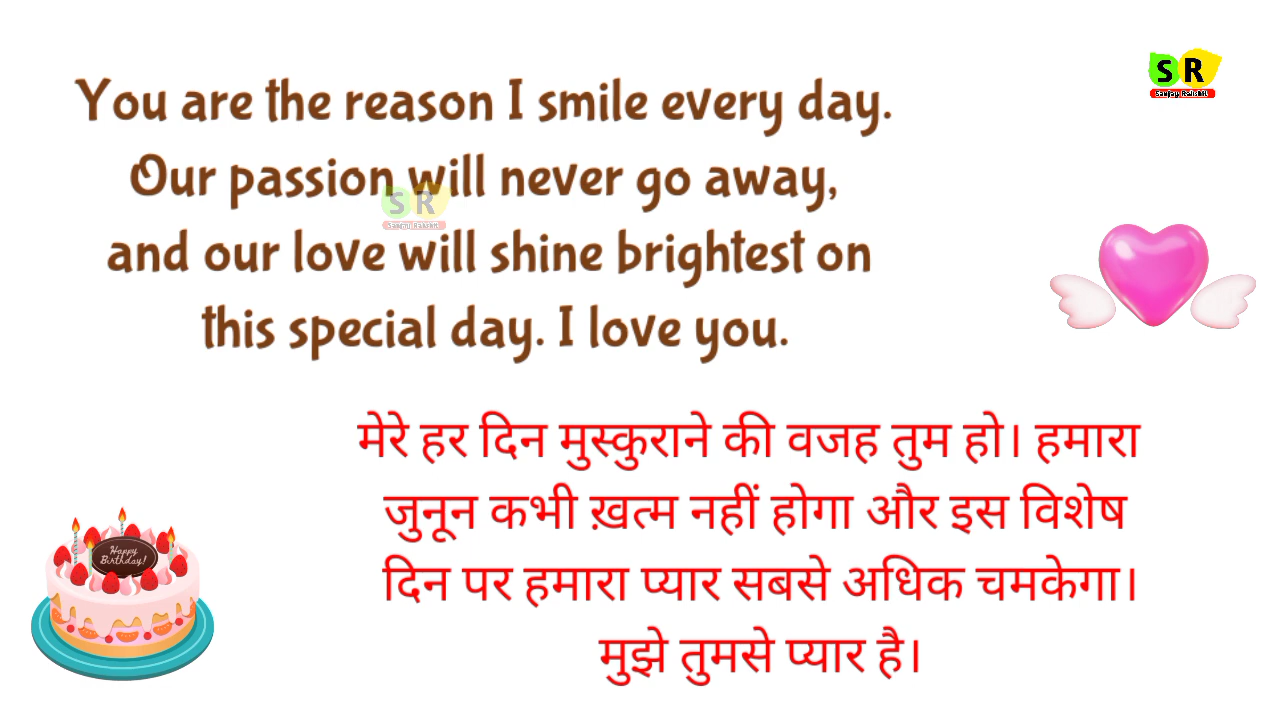 You are the reason I smile every day.
Our passion will never go away,
and our love will shine brightest on
this special day. I love you.
मेरे हर दिन मुस्कुराने की वजह तुम हो। हमारा
जुनून कभी ख़त्म नहीं होगा और इस विशेष
दिन पर हमारा प्यार सबसे अधिक चमकेगा।
मुझे तुमसे प्यार है।
SR
SR
Happy
Birthday!